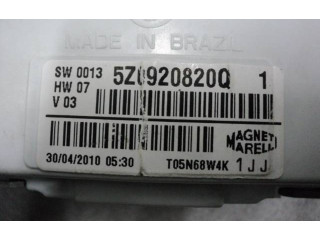 MADE IN BRAZIL
SW 0013 5Z0920820Q 1
HW 07
V 03
MAGNETI
MARELLI
30/04/2010 05:30 T05N68W4K 1JJ